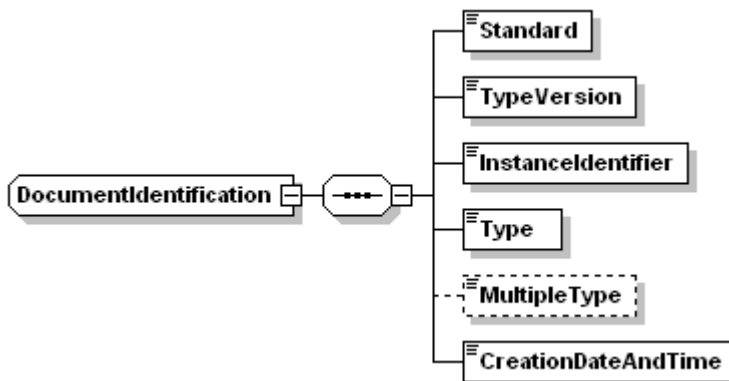 Standard
TypeVersion
InstanceIdentifier
DocumentIdentification
Type
MultipleType
CreationDateAndTime